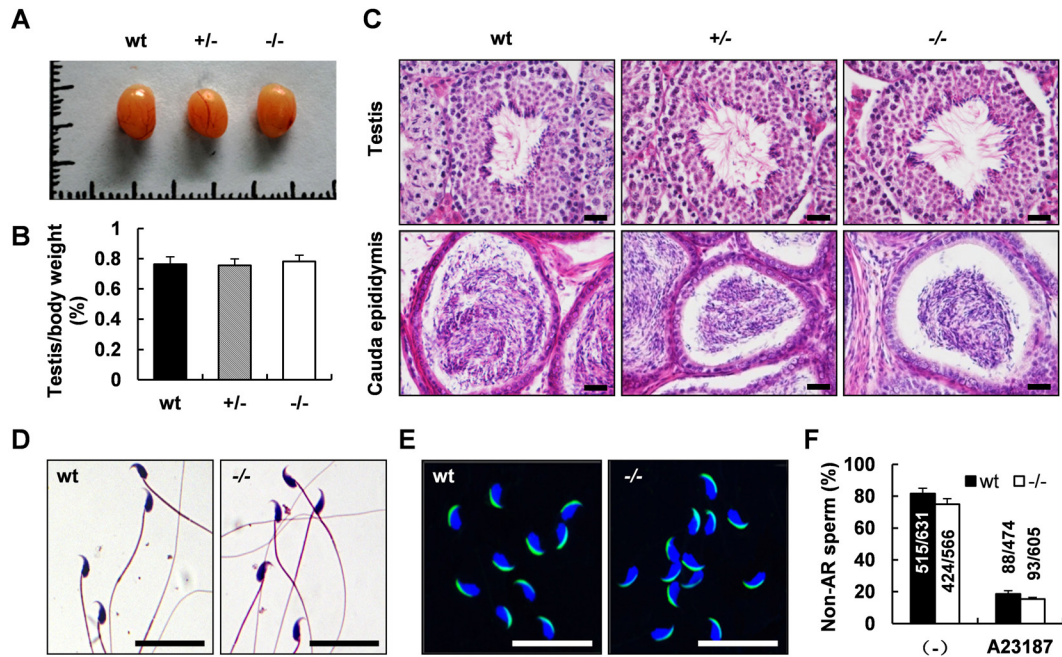 A
wt +/- -/-
B
Testis/body weight
(%)
1
0.8
0.6
0.4
0.2
0
wt +/- -/-
C
wt +/- -/-
Testis
Cauda epididymis
D
wt -/-
E
wt -/-
F
Non-AR sperm (%)
100
80
60
40
20
0
wt -/-
515/631
424/566
88/474
93/605
(-) A23187